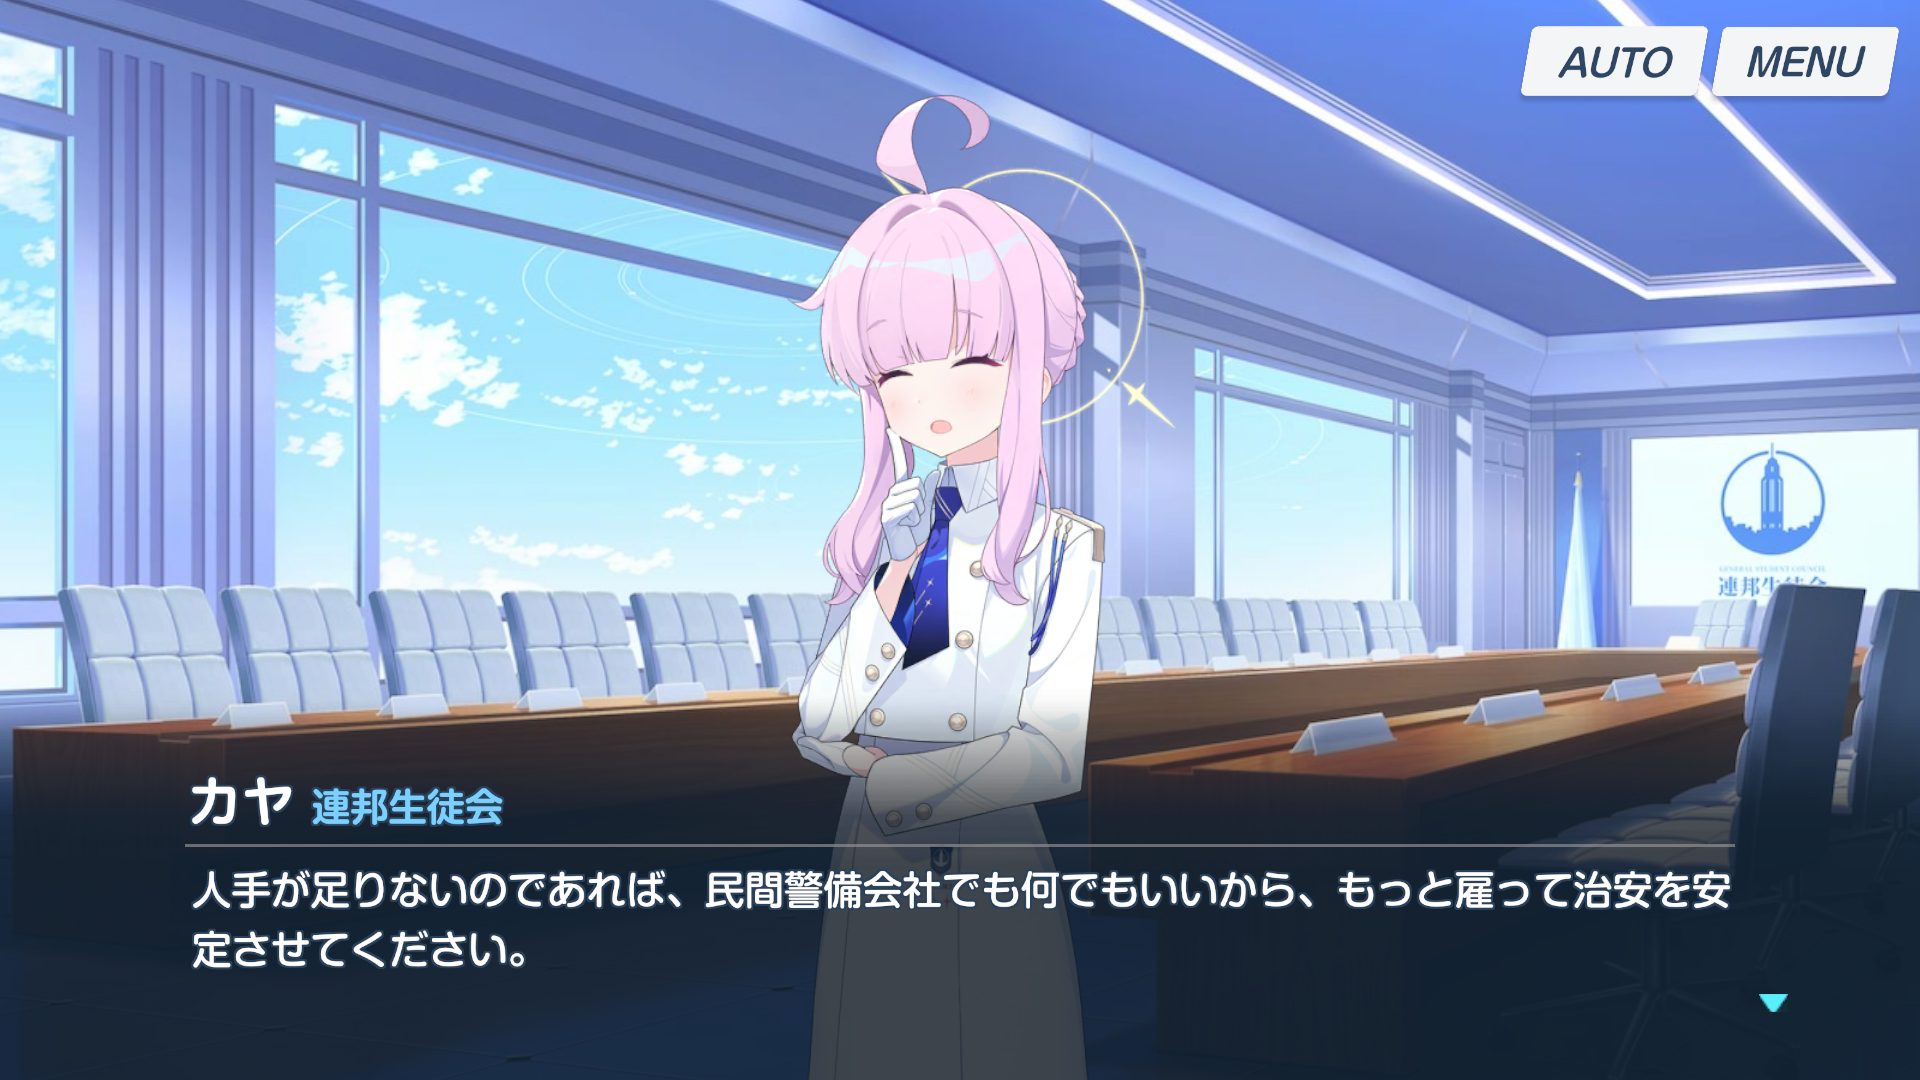 AUTO
MENU
GENERAL STUDENT COUNCIL
連邦生徒会
カヤ 連邦生徒会
人手が足りないのであれば、民間警備会社でも何でもいいから、もっと雇って治安を安
定させてください。